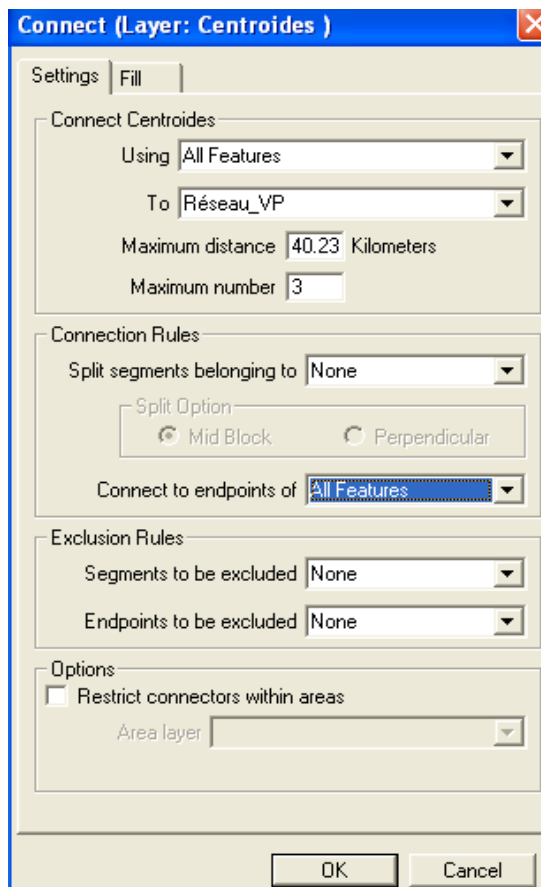 Connect (Layer: Centroides )
Settings Fill
Connect Centroides
Using All Features
To Réseau_VP
Maximum distance 40.23 Kilometers
Maximum number 3
Connection Rules
Split segments belonging to None
Split Option
Mid Block Perpendicular
Connect to endpoints of All Features
Exclusion Rules
Segments to be excluded None
Endpoints to be excluded None
Options
Restrict connectors within areas
Area layer
OK Cancel